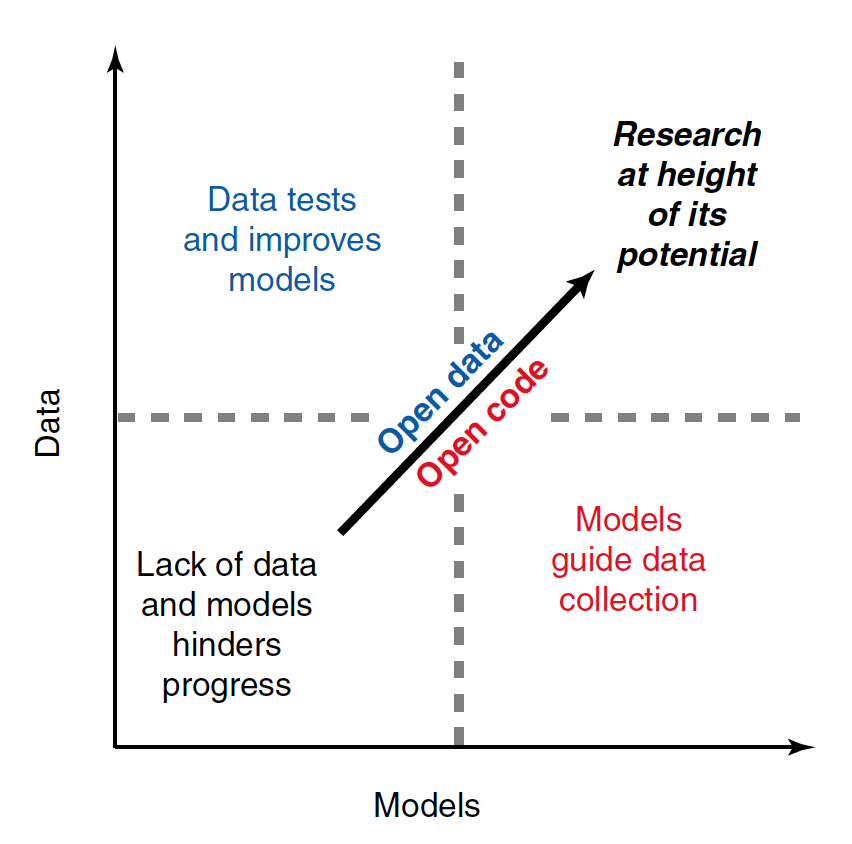 Research
at height
of its
potential
Data tests
and improves
models
Open data
Open code
Data
Lack of data
and models
hinders
progress
Models
guide data
collection
Models